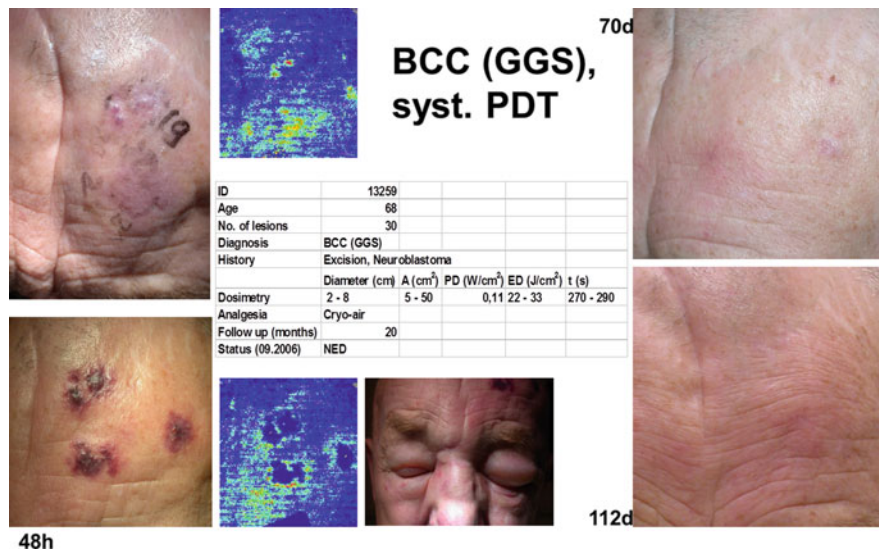 70d
BCC (GGS),
syst. PDT
ID 13259
Age 68
No. of lesions 30
Diagnosis BCC (GGS)
History Excision, Neuroblastoma
Diameter (cm) A (cm²) PD (W/cm²) ED (J/cm²) t (s)
Dosimetry 2 - 8 5 - 50 0,11 22 - 33 270 - 290
Analgesia Cryo-air
Follow up (months) 20
Status (09.2006) NED
112d
48h